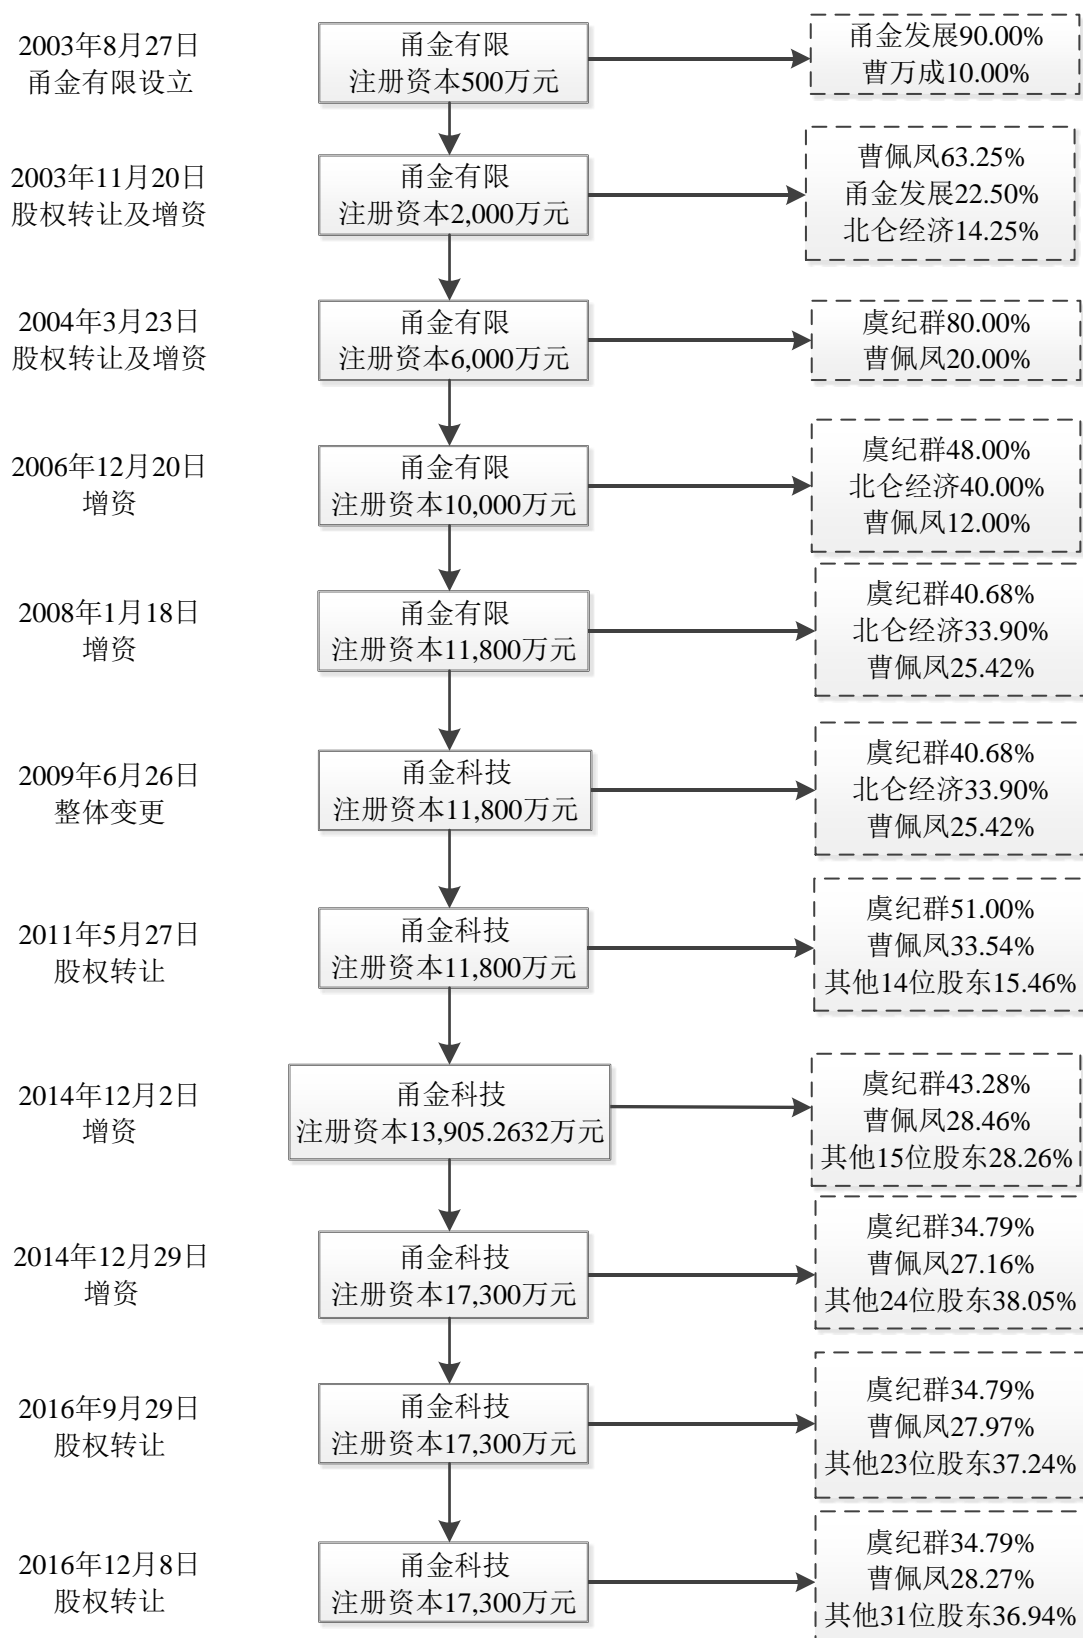 2003年8月27日
甬金有限设立
甬金有限
注册资本500万元
甬金发展90.00%
曹万成10.00%
2003年11月20日
股权转让及增资
甬金有限
注册资本2,000万元
曹佩凤63.25%
甬金发展22.50%
北仑经济14.25%
2004年3月23日
股权转让及增资
甬金有限
注册资本6,000万元
虞纪群80.00%
曹佩凤20.00%
2006年12月20日
增资
甬金有限
注册资本10,000万元
虞纪群48.00%
北仑经济40.00%
曹佩凤12.00%
2008年1月18日
增资
甬金有限
注册资本11,800万元
虞纪群40.68%
北仑经济33.90%
曹佩凤25.42%
2009年6月26日
整体变更
甬金科技
注册资本11,800万元
虞纪群40.68%
北仑经济33.90%
曹佩凤25.42%
2011年5月27日
股权转让
甬金科技
注册资本11,800万元
虞纪群51.00%
曹佩凤33.54%
其他14位股东15.46%
2014年12月2日
增资
甬金科技
注册资本13,905.2632万元
虞纪群43.28%
曹佩凤28.46%
其他15位股东28.26%
2014年12月29日
增资
甬金科技
注册资本17,300万元
虞纪群34.79%
曹佩凤27.16%
其他24位股东38.05%
2016年9月29日
股权转让
甬金科技
注册资本17,300万元
虞纪群34.79%
曹佩凤27.97%
其他23位股东37.24%
2016年12月8日
股权转让
甬金科技
注册资本17,300万元
虞纪群34.79%
曹佩凤28.27%
其他31位股东36.94%